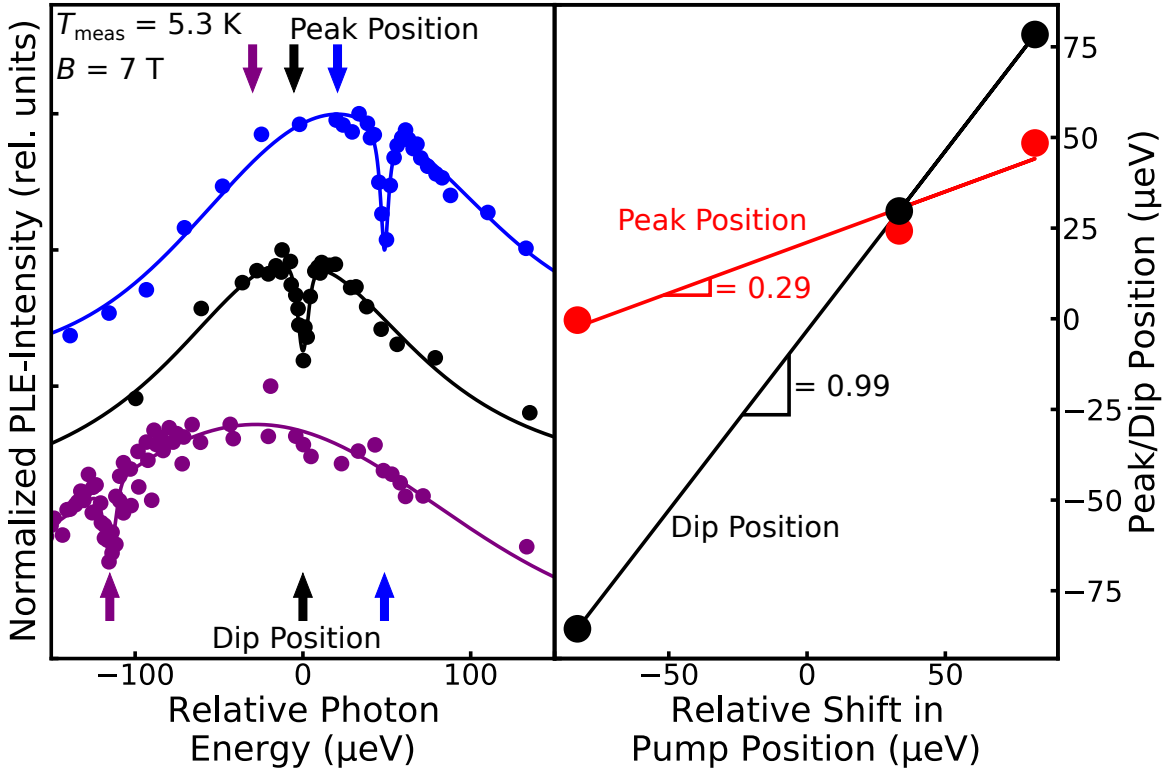 T_meas = 5.3 K
B = 7 T
Peak Position
Normalized PLE-Intensity (rel. units)
Dip Position
−100
0
100
Relative Photon
Energy (µeV)
Peak Position
= 0.29
= 0.99
Dip Position
75
50
25
0
−25
−50
−75
Peak/Dip Position (µeV)
−50
0
50
Relative Shift in
Pump Position (µeV)